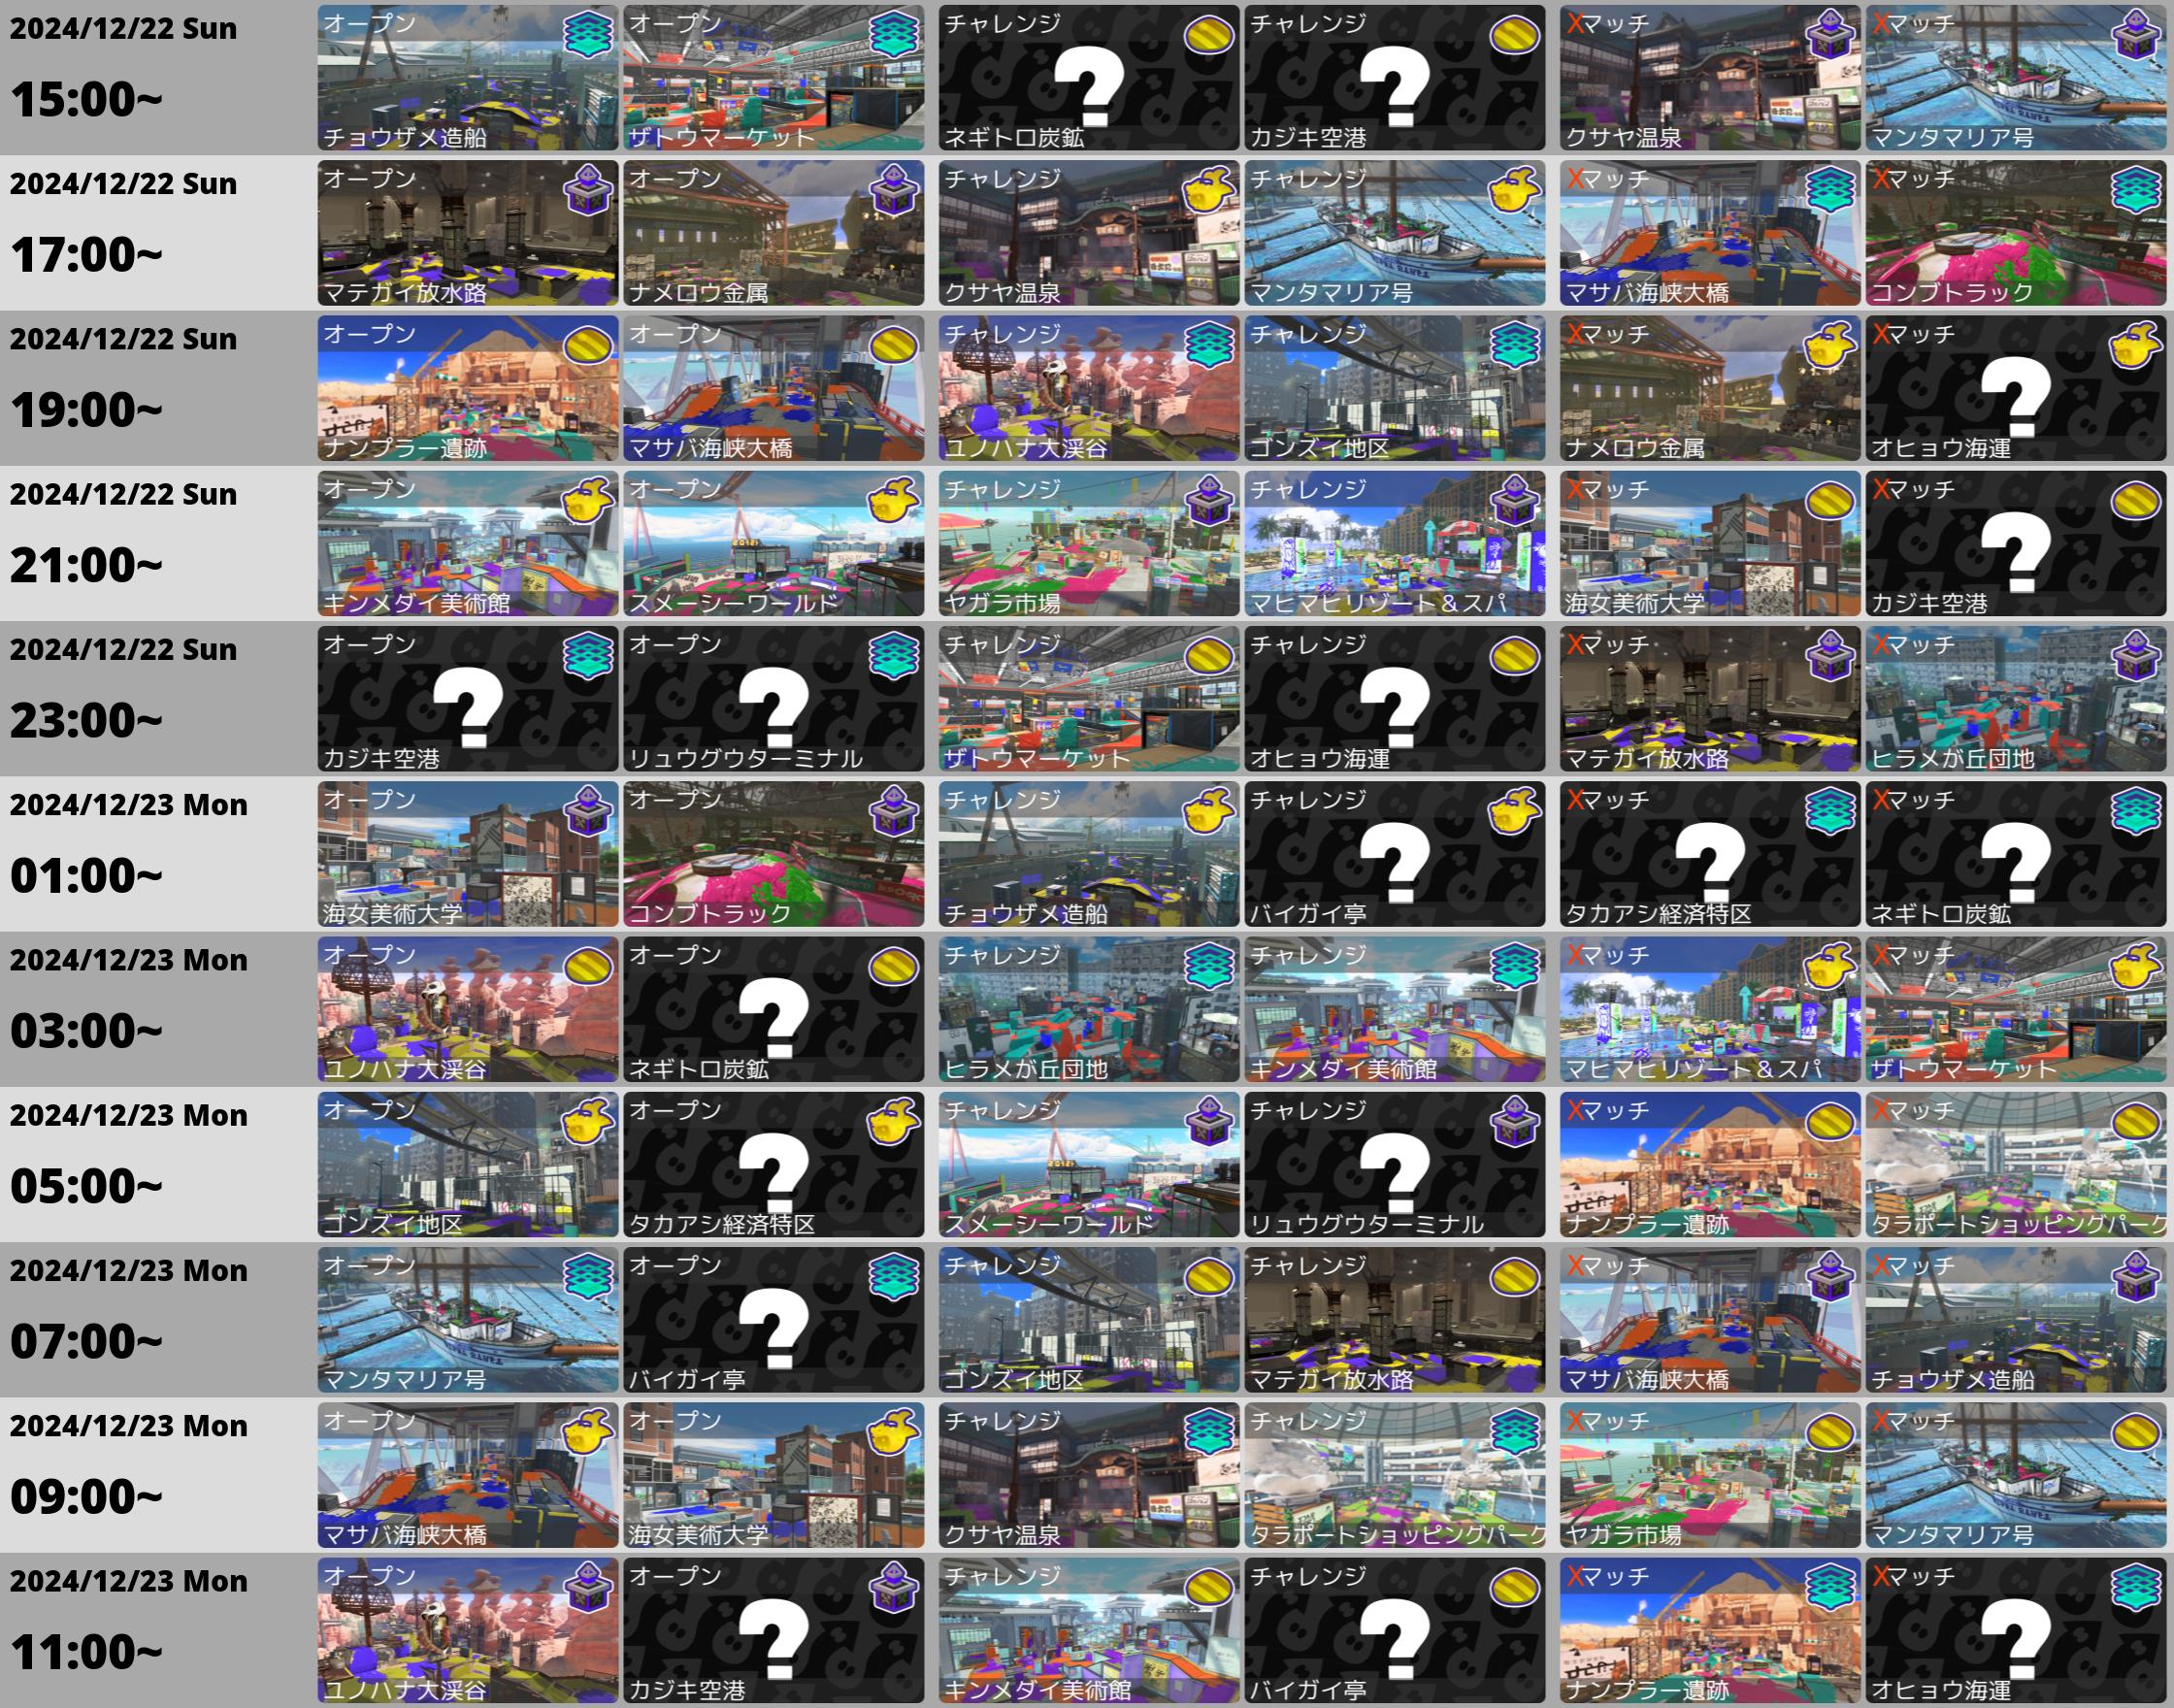 2024/12/22 Sun
15:00~
オープン
チョウザメ造船
オープン
ザトウマーケット
チャレンジ
ネギトロ炭鉱
チャレンジ
カジキ空港
Xマッチ
クサヤ温泉
Xマッチ
マンタマリア号
2024/12/22 Sun
17:00~
オープン
マテガイ放水路
オープン
ナメロウ金属
チャレンジ
クサヤ温泉
チャレンジ
マンタマリア号
Xマッチ
マサバ海峡大橋
Xマッチ
コンブトラック
2024/12/22 Sun
19:00~
オープン
ナンプラー遺跡
オープン
マサバ海峡大橋
チャレンジ
ユノハナ大渓谷
チャレンジ
ゴンズイ地区
Xマッチ
ナメロウ金属
Xマッチ
オヒョウ海運
2024/12/22 Sun
21:00~
オープン
キンメダイ美術館
オープン
スメーシーワールド
チャレンジ
ヤガラ市場
チャレンジ
マヒマヒリゾート＆スパ
Xマッチ
海女美術大学
Xマッチ
カジキ空港
2024/12/22 Sun
23:00~
オープン
カジキ空港
オープン
リュウグウターミナル
チャレンジ
ザトウマーケット
チャレンジ
オヒョウ海運
Xマッチ
マテガイ放水路
Xマッチ
ヒラメが丘団地
2024/12/23 Mon
01:00~
オープン
海女美術大学
オープン
コンブトラック
チャレンジ
チョウザメ造船
チャレンジ
バイガイ亭
Xマッチ
タカアシ経済特区
Xマッチ
ネギトロ炭鉱
2024/12/23 Mon
03:00~
オープン
ユノハナ大渓谷
オープン
ネギトロ炭鉱
チャレンジ
ヒラメが丘団地
チャレンジ
キンメダイ美術館
Xマッチ
マヒマヒリゾート＆スパ
Xマッチ
ザトウマーケット
2024/12/23 Mon
05:00~
オープン
ゴンズイ地区
オープン
タカアシ経済特区
チャレンジ
スメーシーワールド
チャレンジ
リュウグウターミナル
Xマッチ
ナンプラー遺跡
Xマッチ
タラポートショッピングパーク
2024/12/23 Mon
07:00~
オープン
マンタマリア号
オープン
バイガイ亭
チャレンジ
ゴンズイ地区
チャレンジ
マテガイ放水路
Xマッチ
マサバ海峡大橋
Xマッチ
チョウザメ造船
2024/12/23 Mon
09:00~
オープン
マサバ海峡大橋
オープン
海女美術大学
チャレンジ
クサヤ温泉
チャレンジ
タラポートショッピングパーク
Xマッチ
ヤガラ市場
Xマッチ
マンタマリア号
2024/12/23 Mon
11:00~
オープン
ユノハナ大渓谷
オープン
カジキ空港
チャレンジ
キンメダイ美術館
チャレンジ
バイガイ亭
Xマッチ
ナンプラー遺跡
Xマッチ
オヒョウ海運